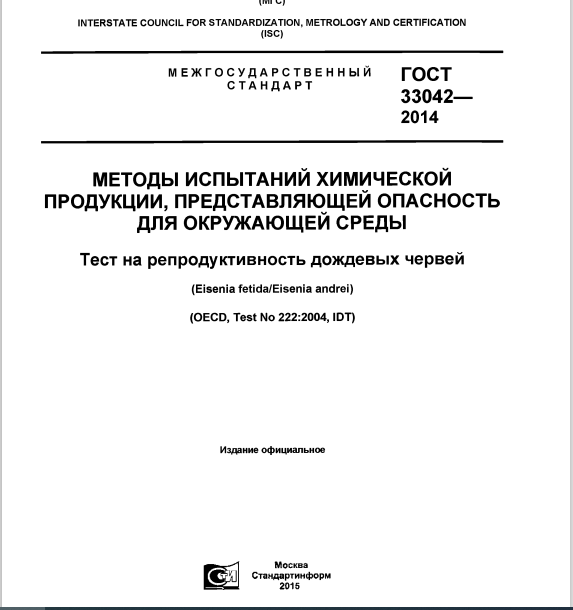 (МГС)
INTERSTATE COUNCIL FOR STANDARDIZATION, METROLOGY AND CERTIFICATION
(ISC)
МЕЖГОСУДАРСТВЕННЫЙ
СТАНДАРТ
ГОСТ
33042—
2014
МЕТОДЫ ИСПЫТАНИЙ ХИМИЧЕСКОЙ
ПРОДУКЦИИ, ПРЕДСТАВЛЯЮЩЕЙ ОПАСНОСТЬ
ДЛЯ ОКРУЖАЮЩЕЙ СРЕДЫ
Тест на репродуктивность дождевых червей
(Eisenia fetida/Eisenia andrei)
(OECD, Test No 222:2004, IDT)
Издание официальное
Москва
Стандартинформ
2015